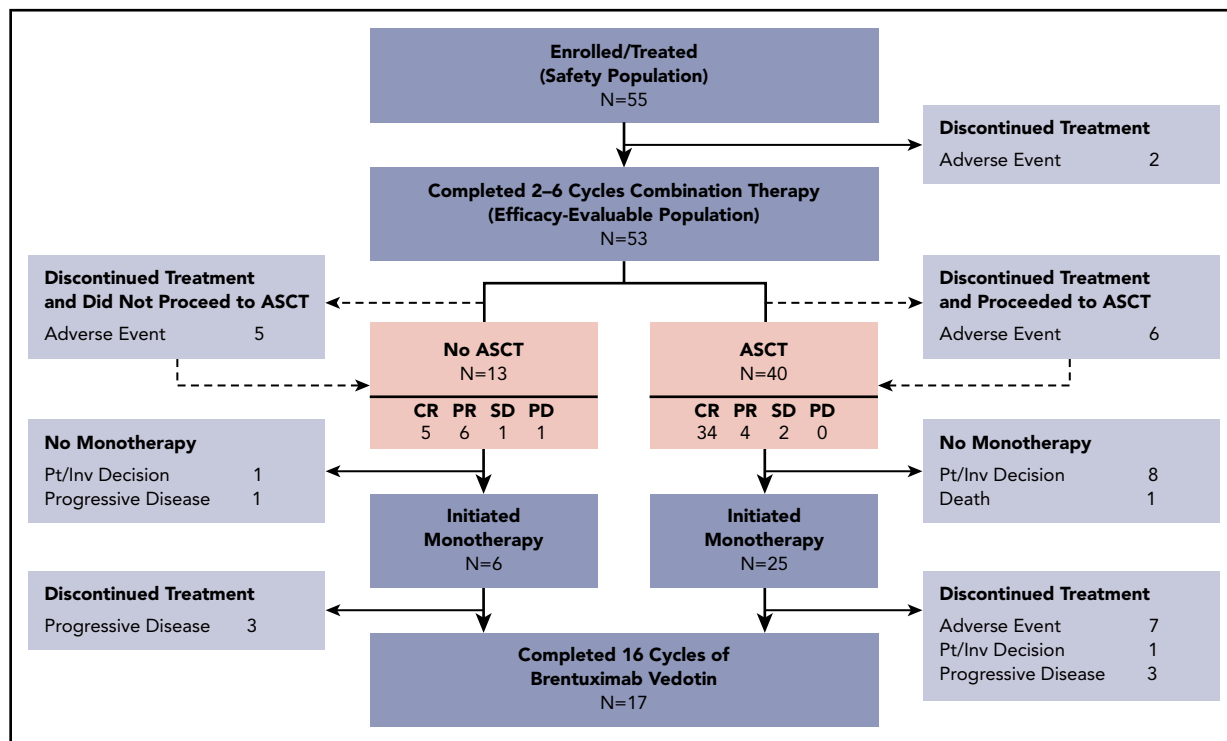 Enrolled/Treated
(Safety Population)
N=55
Discontinued Treatment
Adverse Event 2
Completed 2–6 Cycles Combination Therapy
(Efficacy-Evaluable Population)
N=53
Discontinued Treatment
and Did Not Proceed to ASCT
Adverse Event 5
Discontinued Treatment
and Proceeded to ASCT
Adverse Event 6
No ASCT
N=13
CR PR SD PD
5 6 1 1
ASCT
N=40
CR PR SD PD
34 4 2 0
No Monotherapy
Pt/Inv Decision 1
Progressive Disease 1
No Monotherapy
Pt/Inv Decision 8
Death 1
Initiated
Monotherapy
N=6
Initiated
Monotherapy
N=25
Discontinued Treatment
Progressive Disease 3
Discontinued Treatment
Adverse Event 7
Pt/Inv Decision 1
Progressive Disease 3
Completed 16 Cycles of
Brentuximab Vedotin
N=17